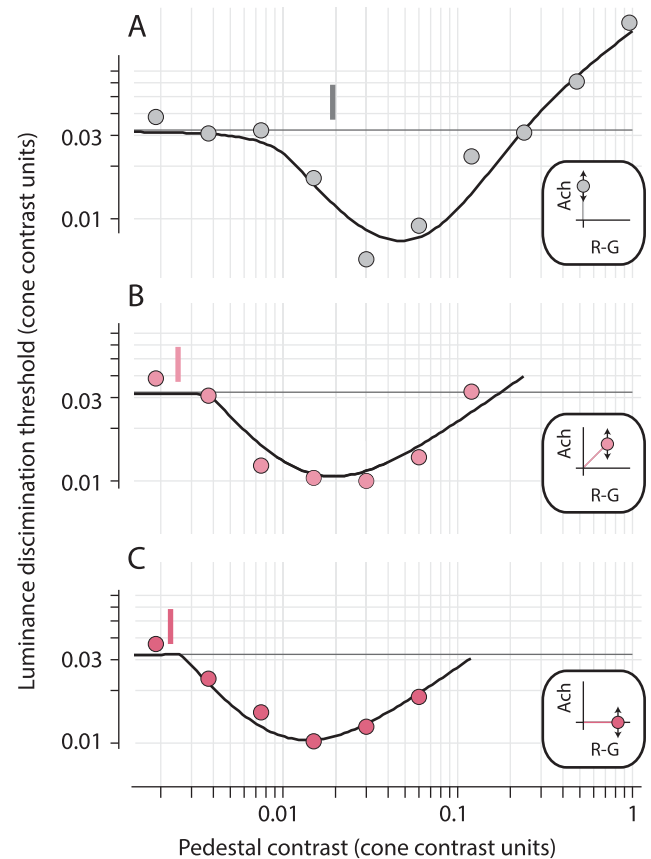 A
Luminance discrimination threshold (cone contrast units)
0.03
0.01
Ach
R-G
B
0.03
0.01
Ach
R-G
C
0.03
0.01
Ach
R-G
0.01
0.1
1
Pedestal contrast (cone contrast units)